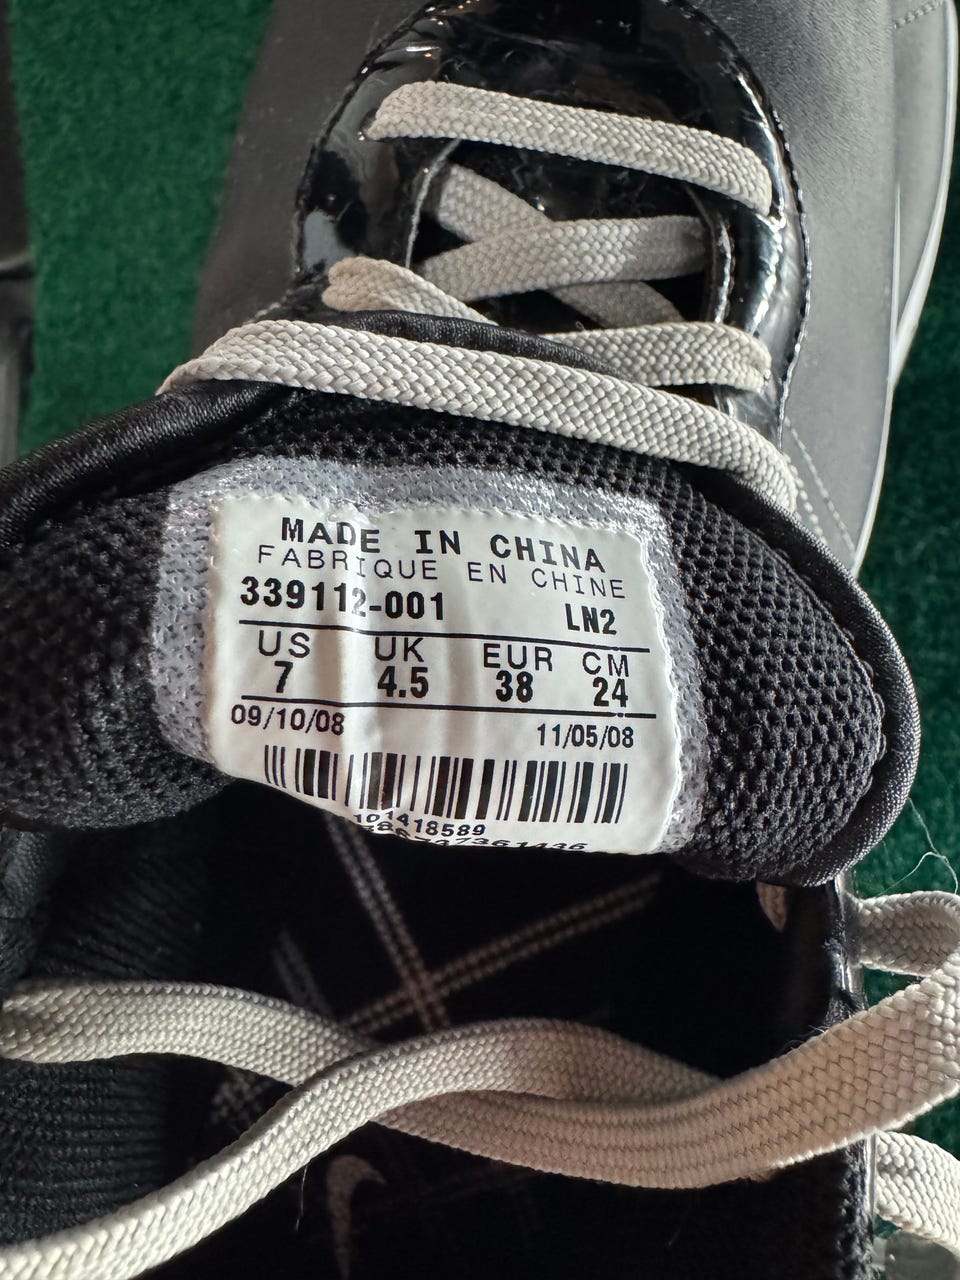 MADE IN CHINA
FABRIQUE EN CHINE
339112-001 LN2
US UK EUR CM
7 4.5 38 24
09/10/08 11/05/08
101418589